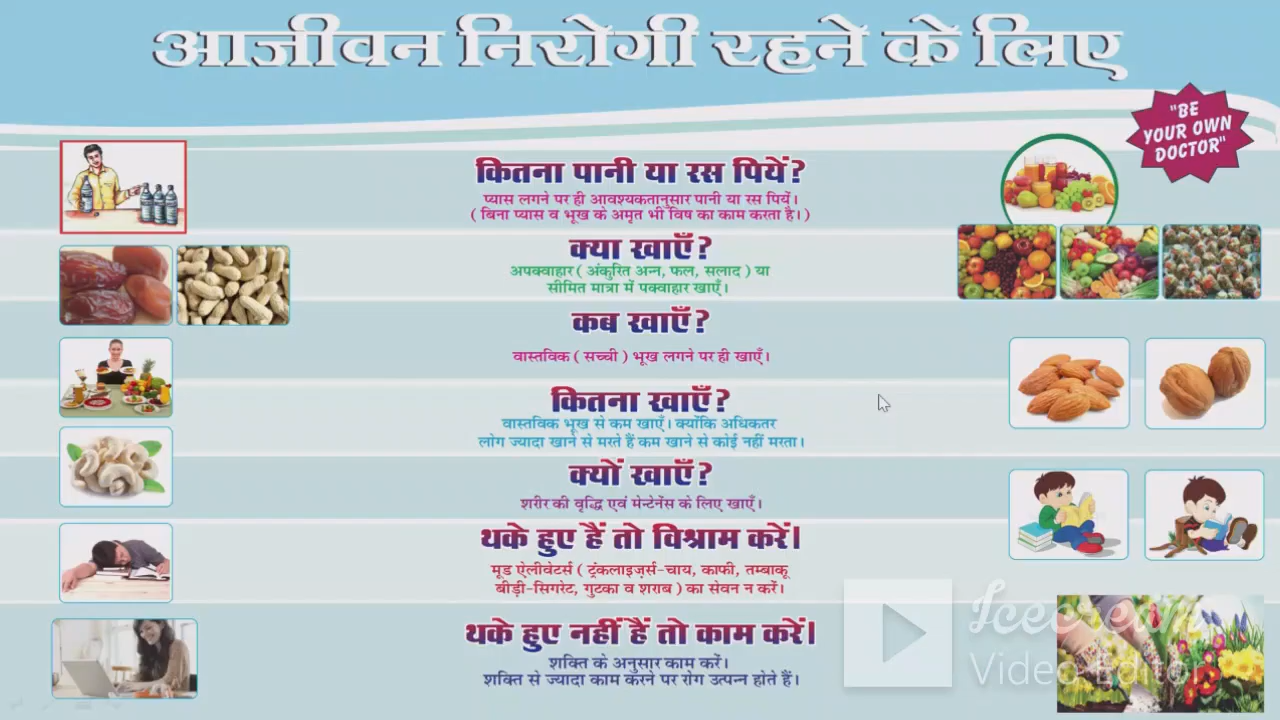 आजीवन निरोगी रहने के लिए
"BE
YOUR OWN
DOCTOR"
कितना पानी या रस पियें?
प्यास लगने पर ही आवश्यकतानुसार पानी या रस पियें।
( बिना प्यास व भूख के अमृत भी विष का काम करता है। )
क्या खाएँ?
अपक्वाहार ( अंकुरित अन्न, फल, सलाद ) या
सीमित मात्रा में पक्वाहार खाएँ।
कब खाएँ?
वास्तविक ( सच्ची ) भूख लगने पर ही खाएँ।
कितना खाएँ?
वास्तविक भूख से कम खाएँ। क्योंकि अधिकतर
लोग ज्यादा खाने से मरते हैं कम खाने से कोई नहीं मरता।
क्यों खाएँ?
शरीर की वृद्धि एवं मेन्टेनेंस के लिए खाएँ।
थके हुए हैं तो विश्राम करें।
मूड ऐलीवेटर्स ( ट्रंकलाइज़र्स-चाय, काफी, तम्बाकू
बीड़ी-सिगरेट, गुटका व शराब ) का सेवन न करें।
थके हुए नहीं हैं तो काम करें।
शक्ति के अनुसार काम करें।
शक्ति से ज्यादा काम करने पर रोग उत्पन्न होते हैं।
Icecream
Video Editor